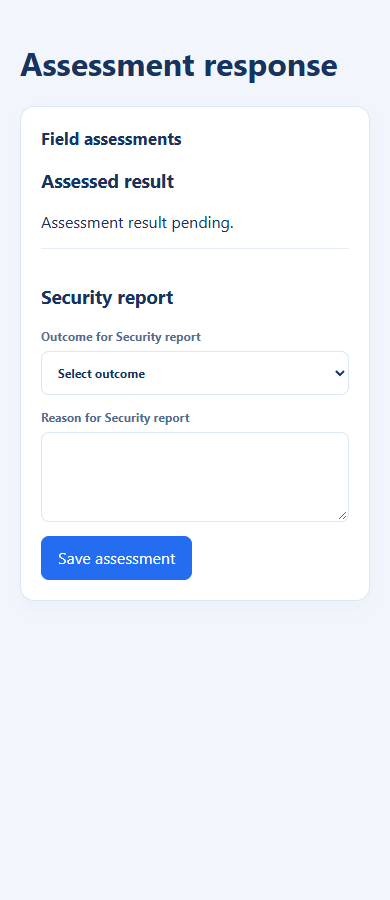 Assessment response
Field assessments
Assessed result
Assessment result pending.
Security report
Outcome for Security report
Select outcome
Reason for Security report
Save assessment